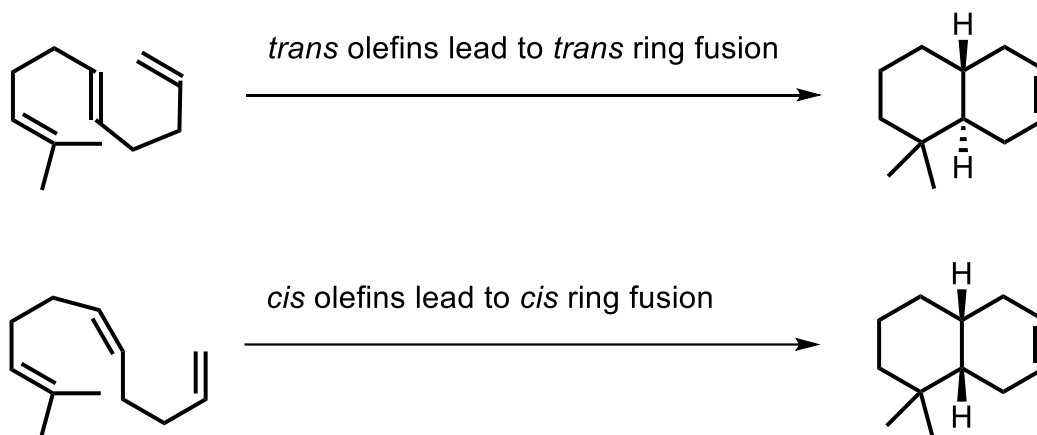 trans olefins lead to trans ring fusion
H
H
cis olefins lead to cis ring fusion
H
H